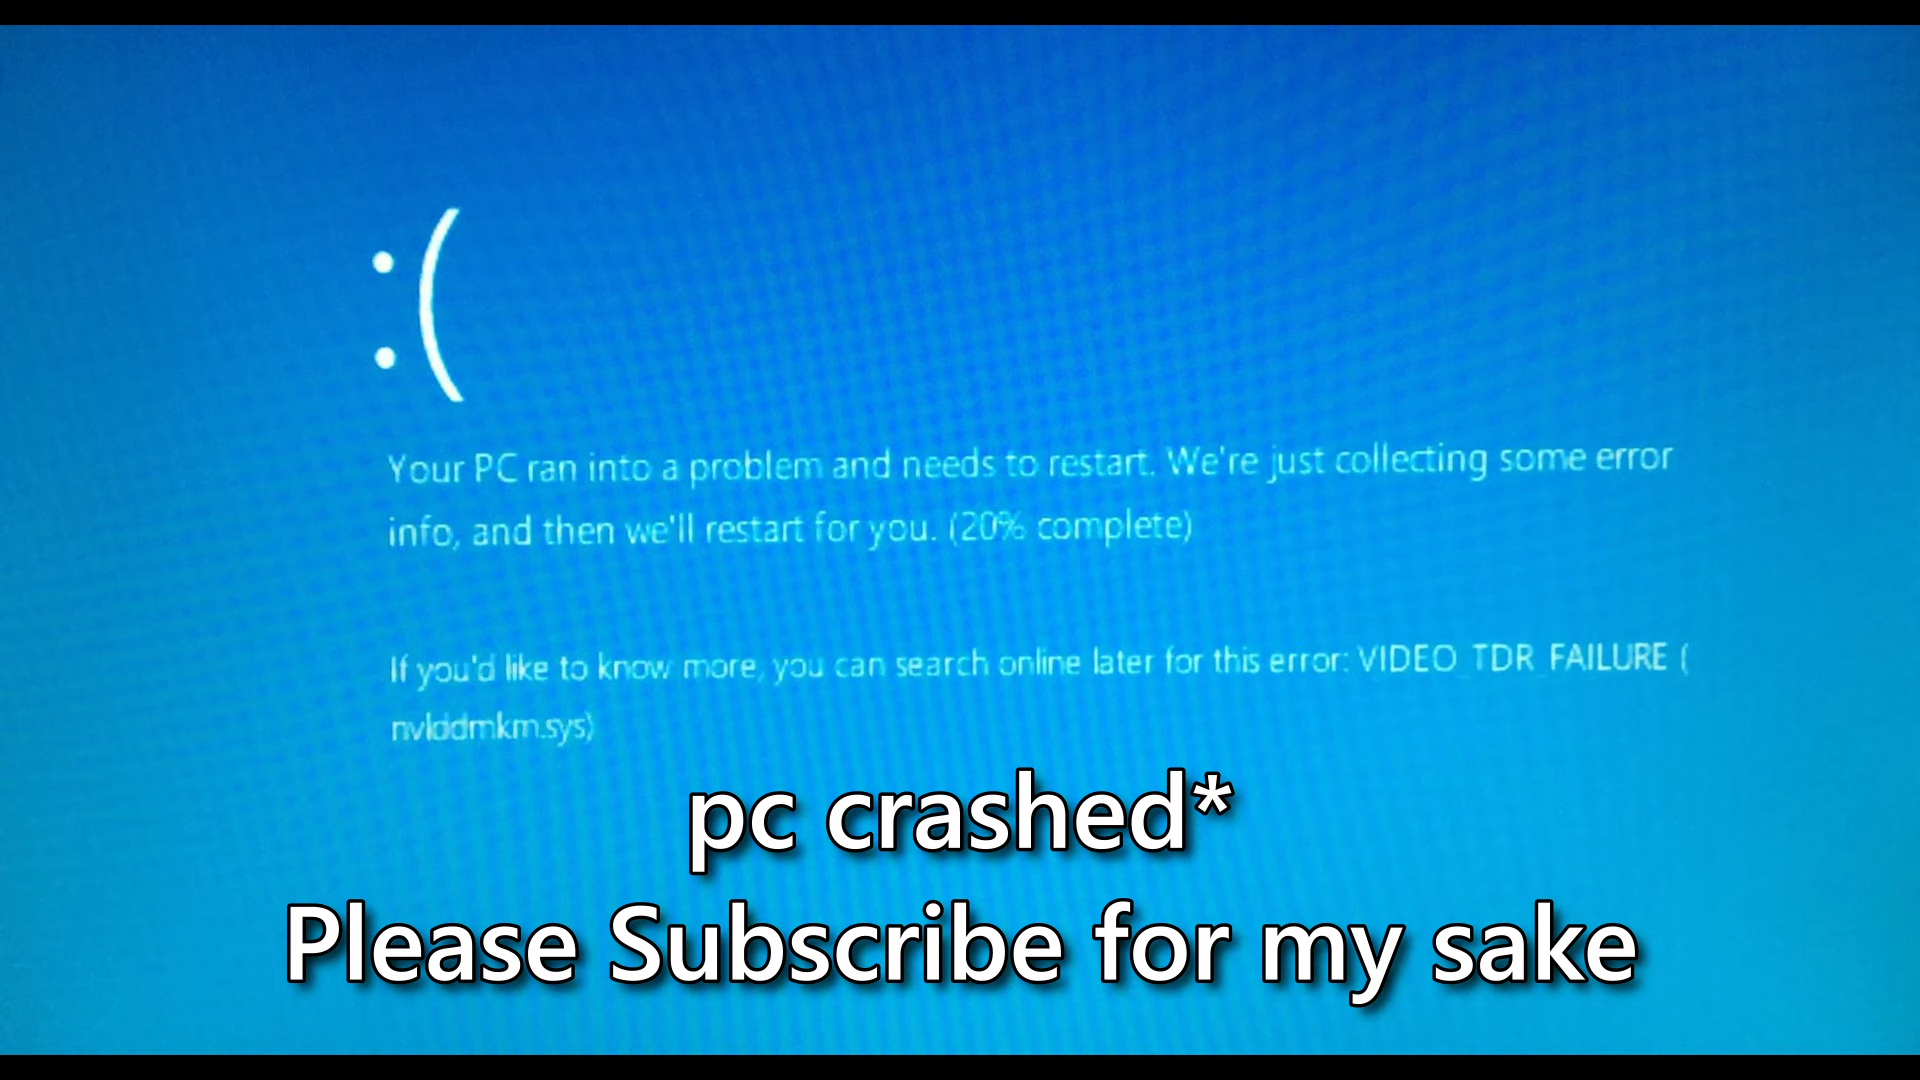 :(
Your PC ran into a problem and needs to restart. We're just collecting some error
info, and then we'll restart for you. (20% complete)
If you'd like to know more, you can search online later for this error: VIDEO_TDR_FAILURE (
nvlddmkm.sys)
pc crashed*
Please Subscribe for my sake